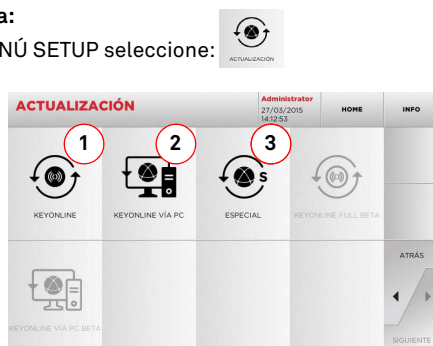 a:
NÚ SETUP seleccione:
ACTUALIZACIÓN
ACTUALIZACIÓN
Administrator
27/03/2015
14:12:53
HOME
INFO
1
2
3
S
KEYONLINE
KEYONLINE VÍA PC
ESPECIAL
KEYONLINE FULL BETA
ATRÁS
KEYONLINE VÍA PC BETA
SIGUIENTE